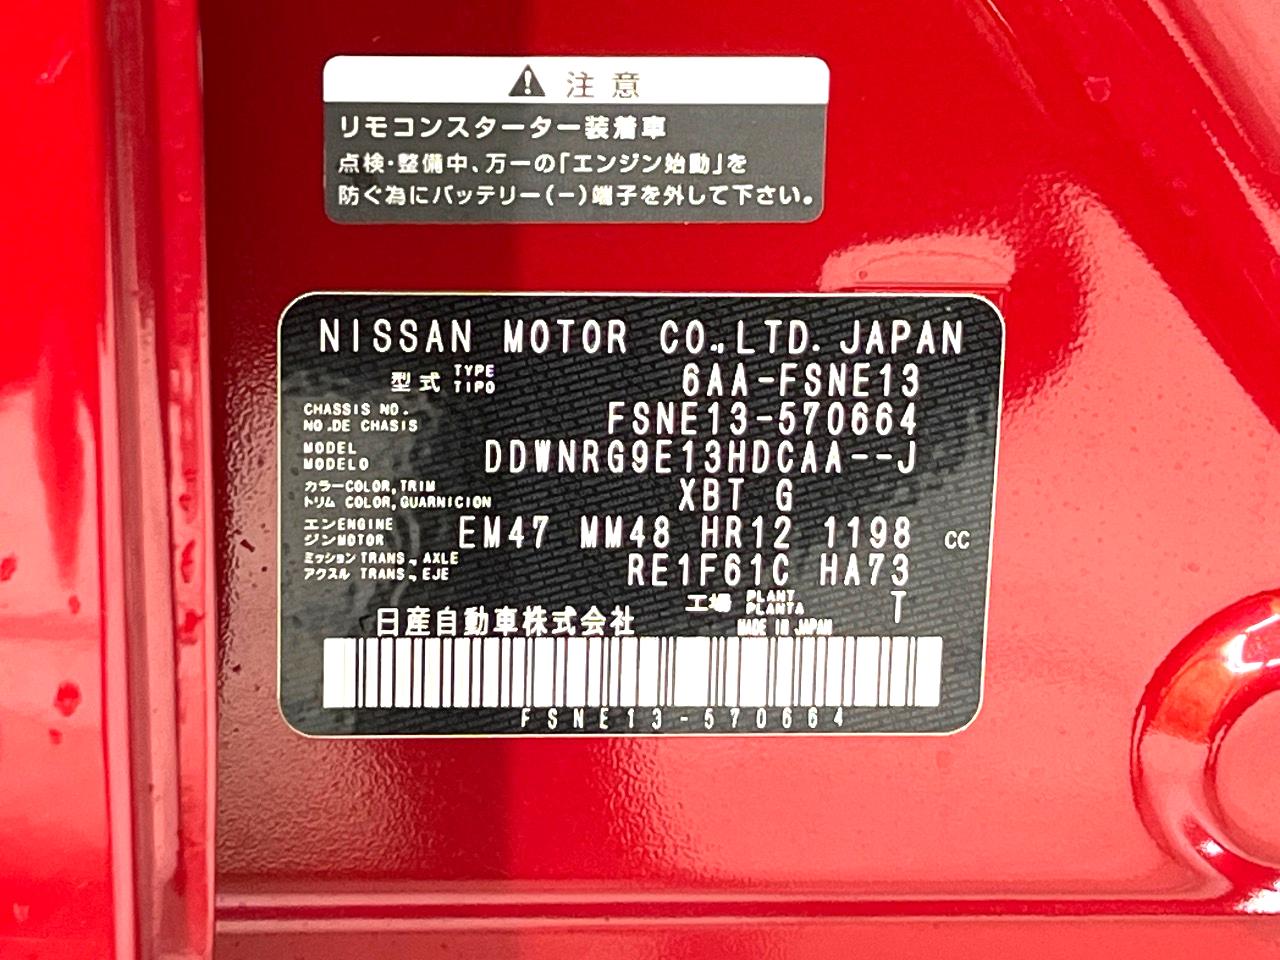 注意
リモコンスターター装着車
点検・整備中、万一の「エンジン始動」を
防ぐ為にバッテリー(−)端子を外して下さい。
NISSAN MOTOR CO.,LTD. JAPAN
型式 TYPE TIPO 6AA-FSNE13
CHASSIS NO. NO.DE CHASIS FSNE13-570664
MODEL MODELO DDWNRG9E13HDCAA--J
カラー COLOR,TRIM トリム COLOR,GUARNICION XBT G
エンジン ENGINE MOTOR EM47 MM48 HR12 1198 CC
ミッション TRANS., AXLE アクスル TRANS., EJE RE1F61C HA73
工場 PLANT PLANTA T
日産自動車株式会社 MADE IN JAPAN
FSNE13-570664